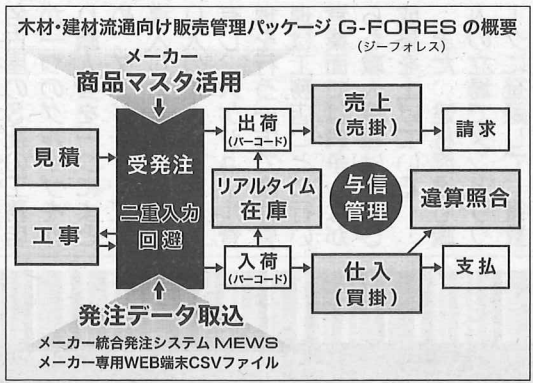 木材・建材流通向け販売管理パッケージ G-FORES の概要
(ジーフォレス)
メーカー
商品マスタ活用
見積
工事
受発注
二重入力
回避
出荷
(バーコード)
リアルタイム
在庫
入荷
(バーコード)
売上
(売掛)
与信
管理
仕入
(買掛)
請求
違算照合
支払
発注データ取込
メーカー統合発注システム MEWS
メーカー専用WEB端末CSVファイル